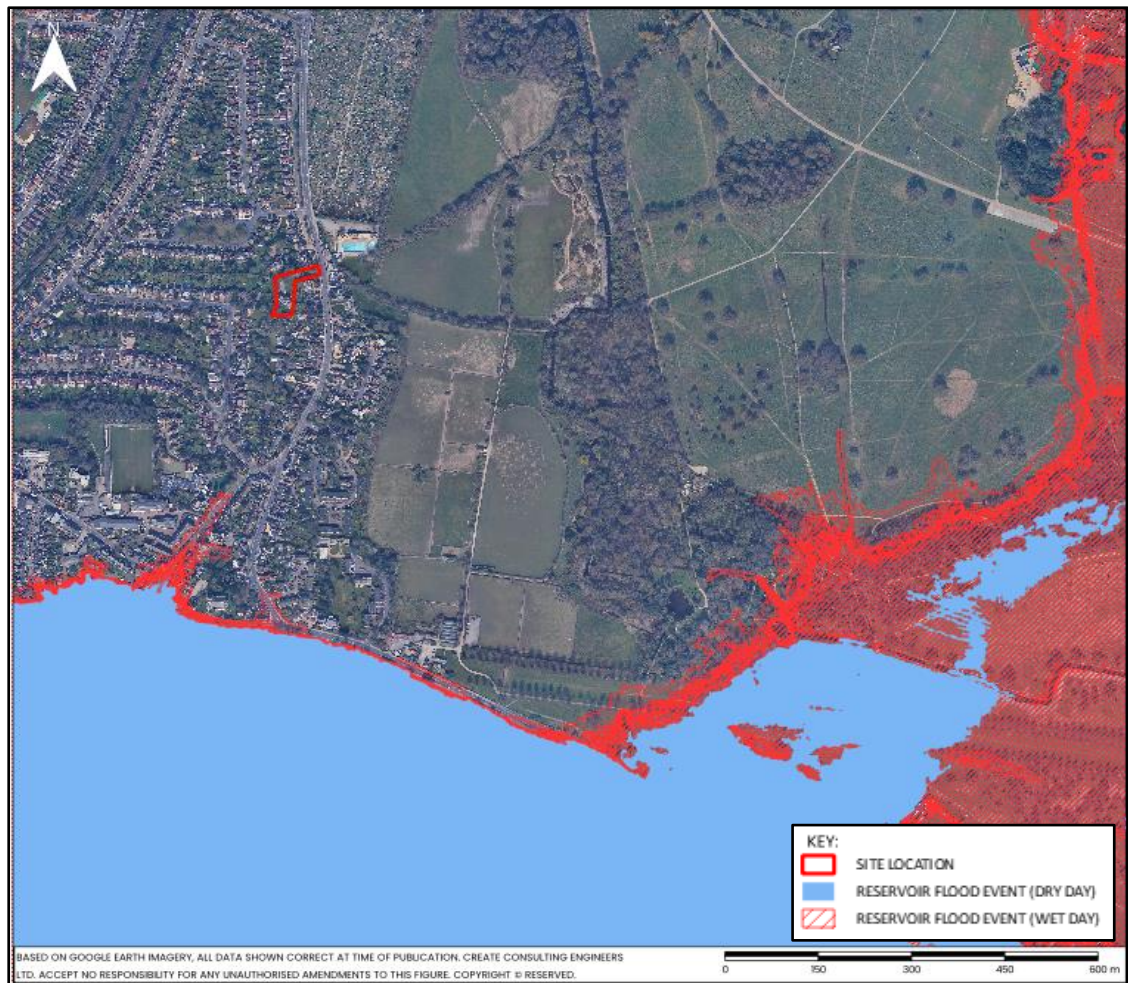 N
KEY:
SITE LOCATION
RESERVOIR FLOOD EVENT (DRY DAY)
RESERVOIR FLOOD EVENT (WET DAY)
BASED ON GOOGLE EARTH IMAGERY, ALL DATA SHOWN CORRECT AT TIME OF PUBLICATION. CREATE CONSULTING ENGINEERS
LTD. ACCEPT NO RESPONSIBILITY FOR ANY UNAUTHORISED AMENDMENTS TO THIS FIGURE. COPYRIGHT © RESERVED.
0 150 300 450 600 m